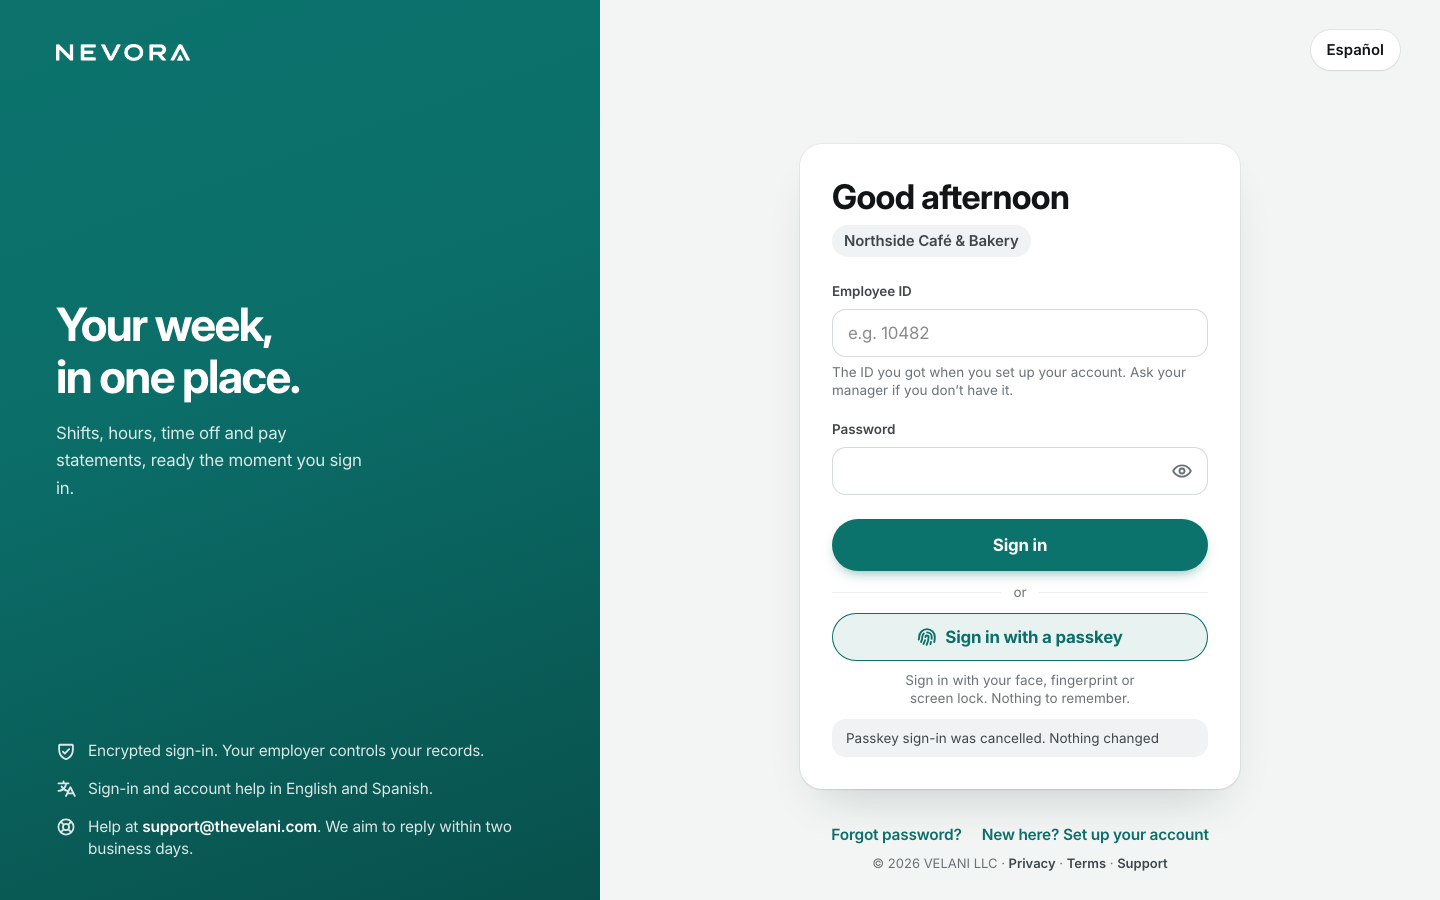 NEVORA
Your week,
in one place.
Shifts, hours, time off and pay
statements, ready the moment you sign
in.
Encrypted sign-in. Your employer controls your records.
Sign-in and account help in English and Spanish.
Help at support@thevelani.com. We aim to reply within two
business days.
Español
Good afternoon
Northside Café & Bakery
Employee ID
e.g. 10482
The ID you got when you set up your account. Ask your
manager if you don’t have it.
Password
Sign in
or
Sign in with a passkey
Sign in with your face, fingerprint or
screen lock. Nothing to remember.
Passkey sign-in was cancelled. Nothing changed
Forgot password? New here? Set up your account
© 2026 VELANI LLC · Privacy · Terms · Support